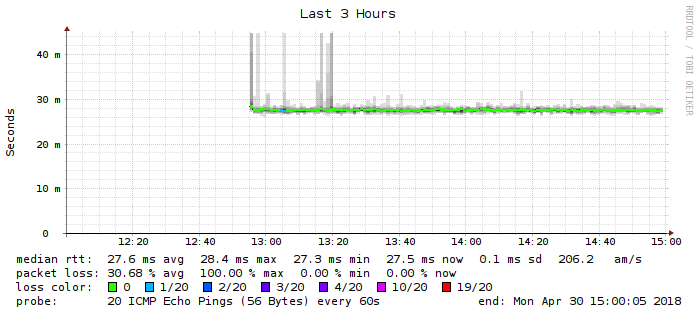 Last 3 Hours
RRDTOOL / TOBI OETIKER
Seconds
40 m
30 m
20 m
10 m
0
12:20 12:40 13:00 13:20 13:40 14:00 14:20 14:40 15:00
median rtt: 27.6 ms avg 28.4 ms max 27.3 ms min 27.5 ms now 0.1 ms sd 206.2 am/s
packet loss: 30.68 % avg 100.00 % max 0.00 % min 0.00 % now
loss color: 0 1/20 2/20 3/20 4/20 10/20 19/20
probe: 20 ICMP Echo Pings (56 Bytes) every 60s end: Mon Apr 30 15:00:05 2018